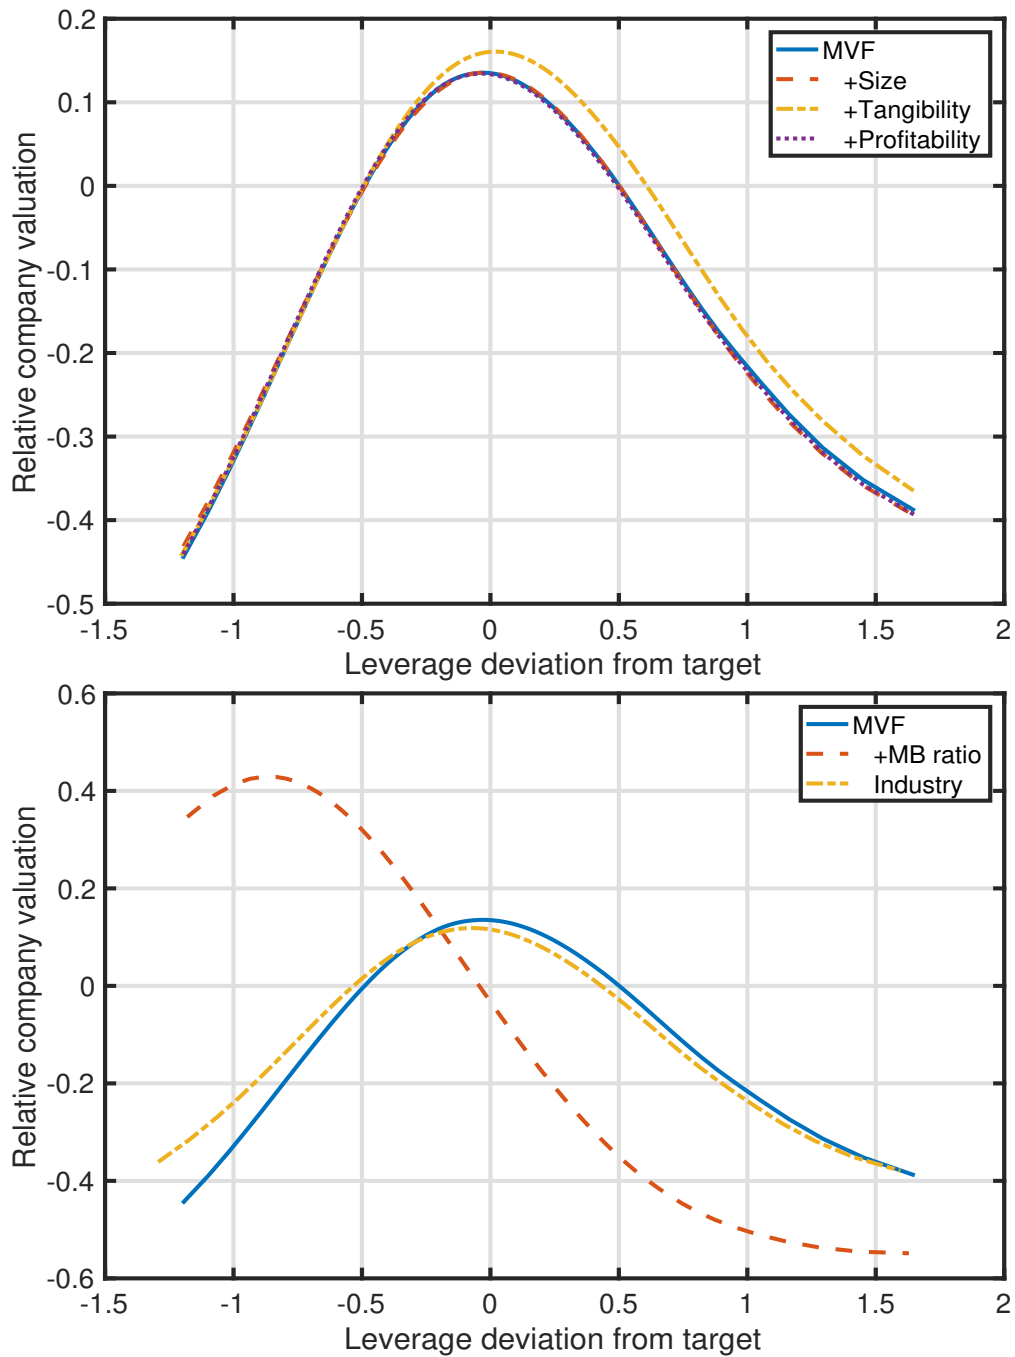 0.2
0.1
0
-0.1
-0.2
-0.3
-0.4
-0.5
Relative company valuation
MVF
+Size
+Tangibility
+Profitability
-1.5 -1 -0.5 0 0.5 1 1.5 2
Leverage deviation from target
0.6
0.4
0.2
0
-0.2
-0.4
-0.6
Relative company valuation
MVF
+MB ratio
Industry
-1.5 -1 -0.5 0 0.5 1 1.5 2
Leverage deviation from target